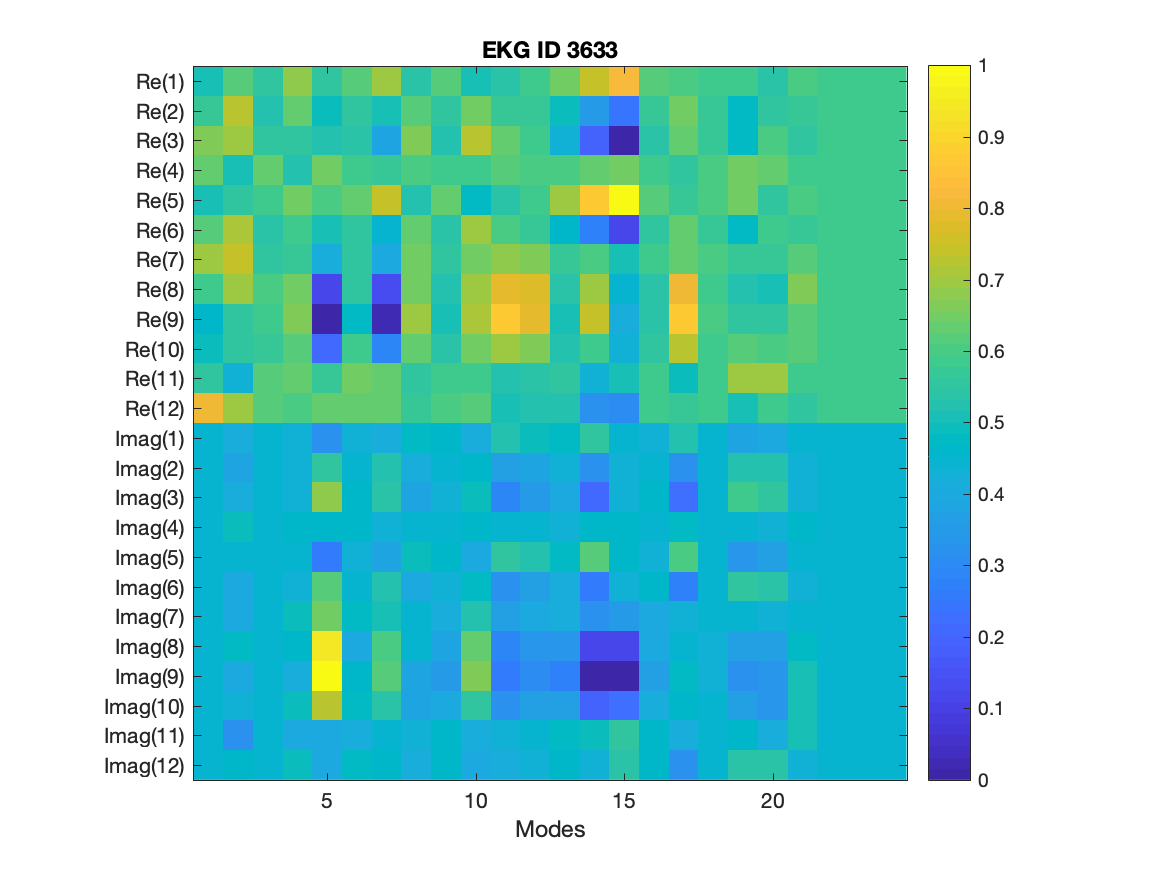 EKG ID 3633
Re(1)
Re(2)
Re(3)
Re(4)
Re(5)
Re(6)
Re(7)
Re(8)
Re(9)
Re(10)
Re(11)
Re(12)
Imag(1)
Imag(2)
Imag(3)
Imag(4)
Imag(5)
Imag(6)
Imag(7)
Imag(8)
Imag(9)
Imag(10)
Imag(11)
Imag(12)
5 10 15 20
Modes
1
0.9
0.8
0.7
0.6
0.5
0.4
0.3
0.2
0.1
0